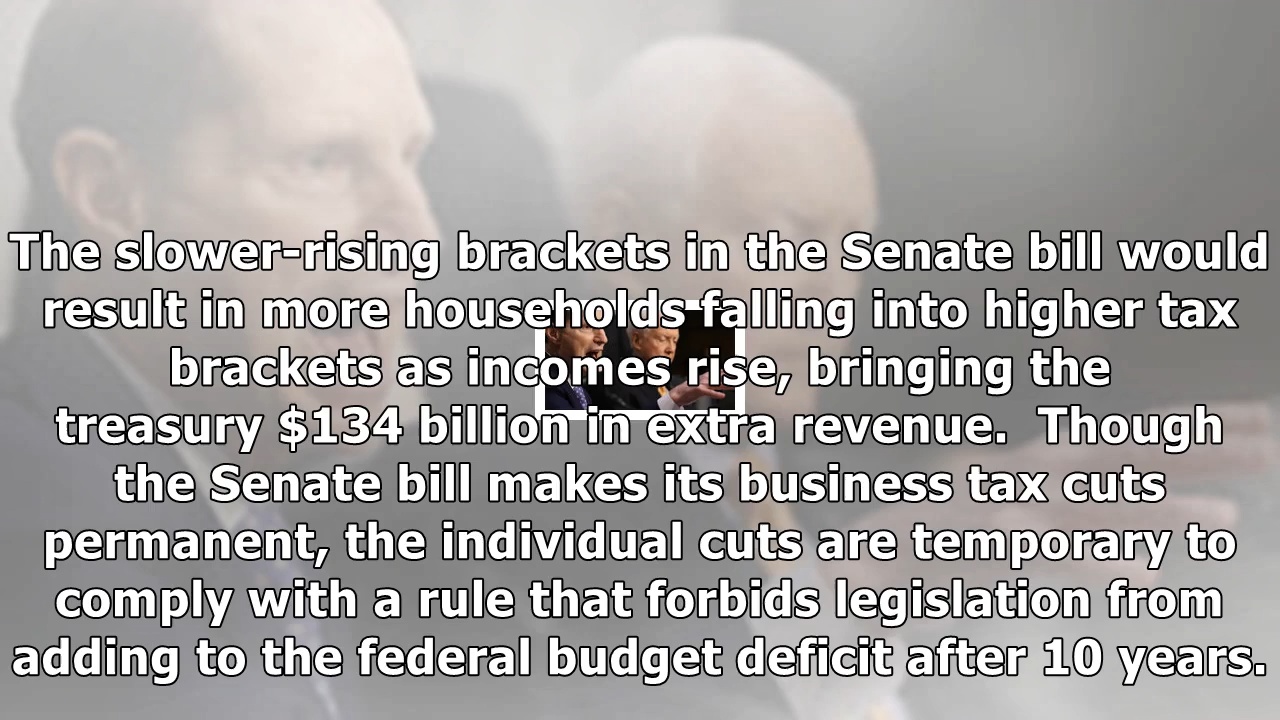 The slower-rising brackets in the Senate bill would
result in more households falling into higher tax
brackets as incomes rise, bringing the
treasury $134 billion in extra revenue.  Though
the Senate bill makes its business tax cuts
permanent, the individual cuts are temporary to
comply with a rule that forbids legislation from
adding to the federal budget deficit after 10 years.